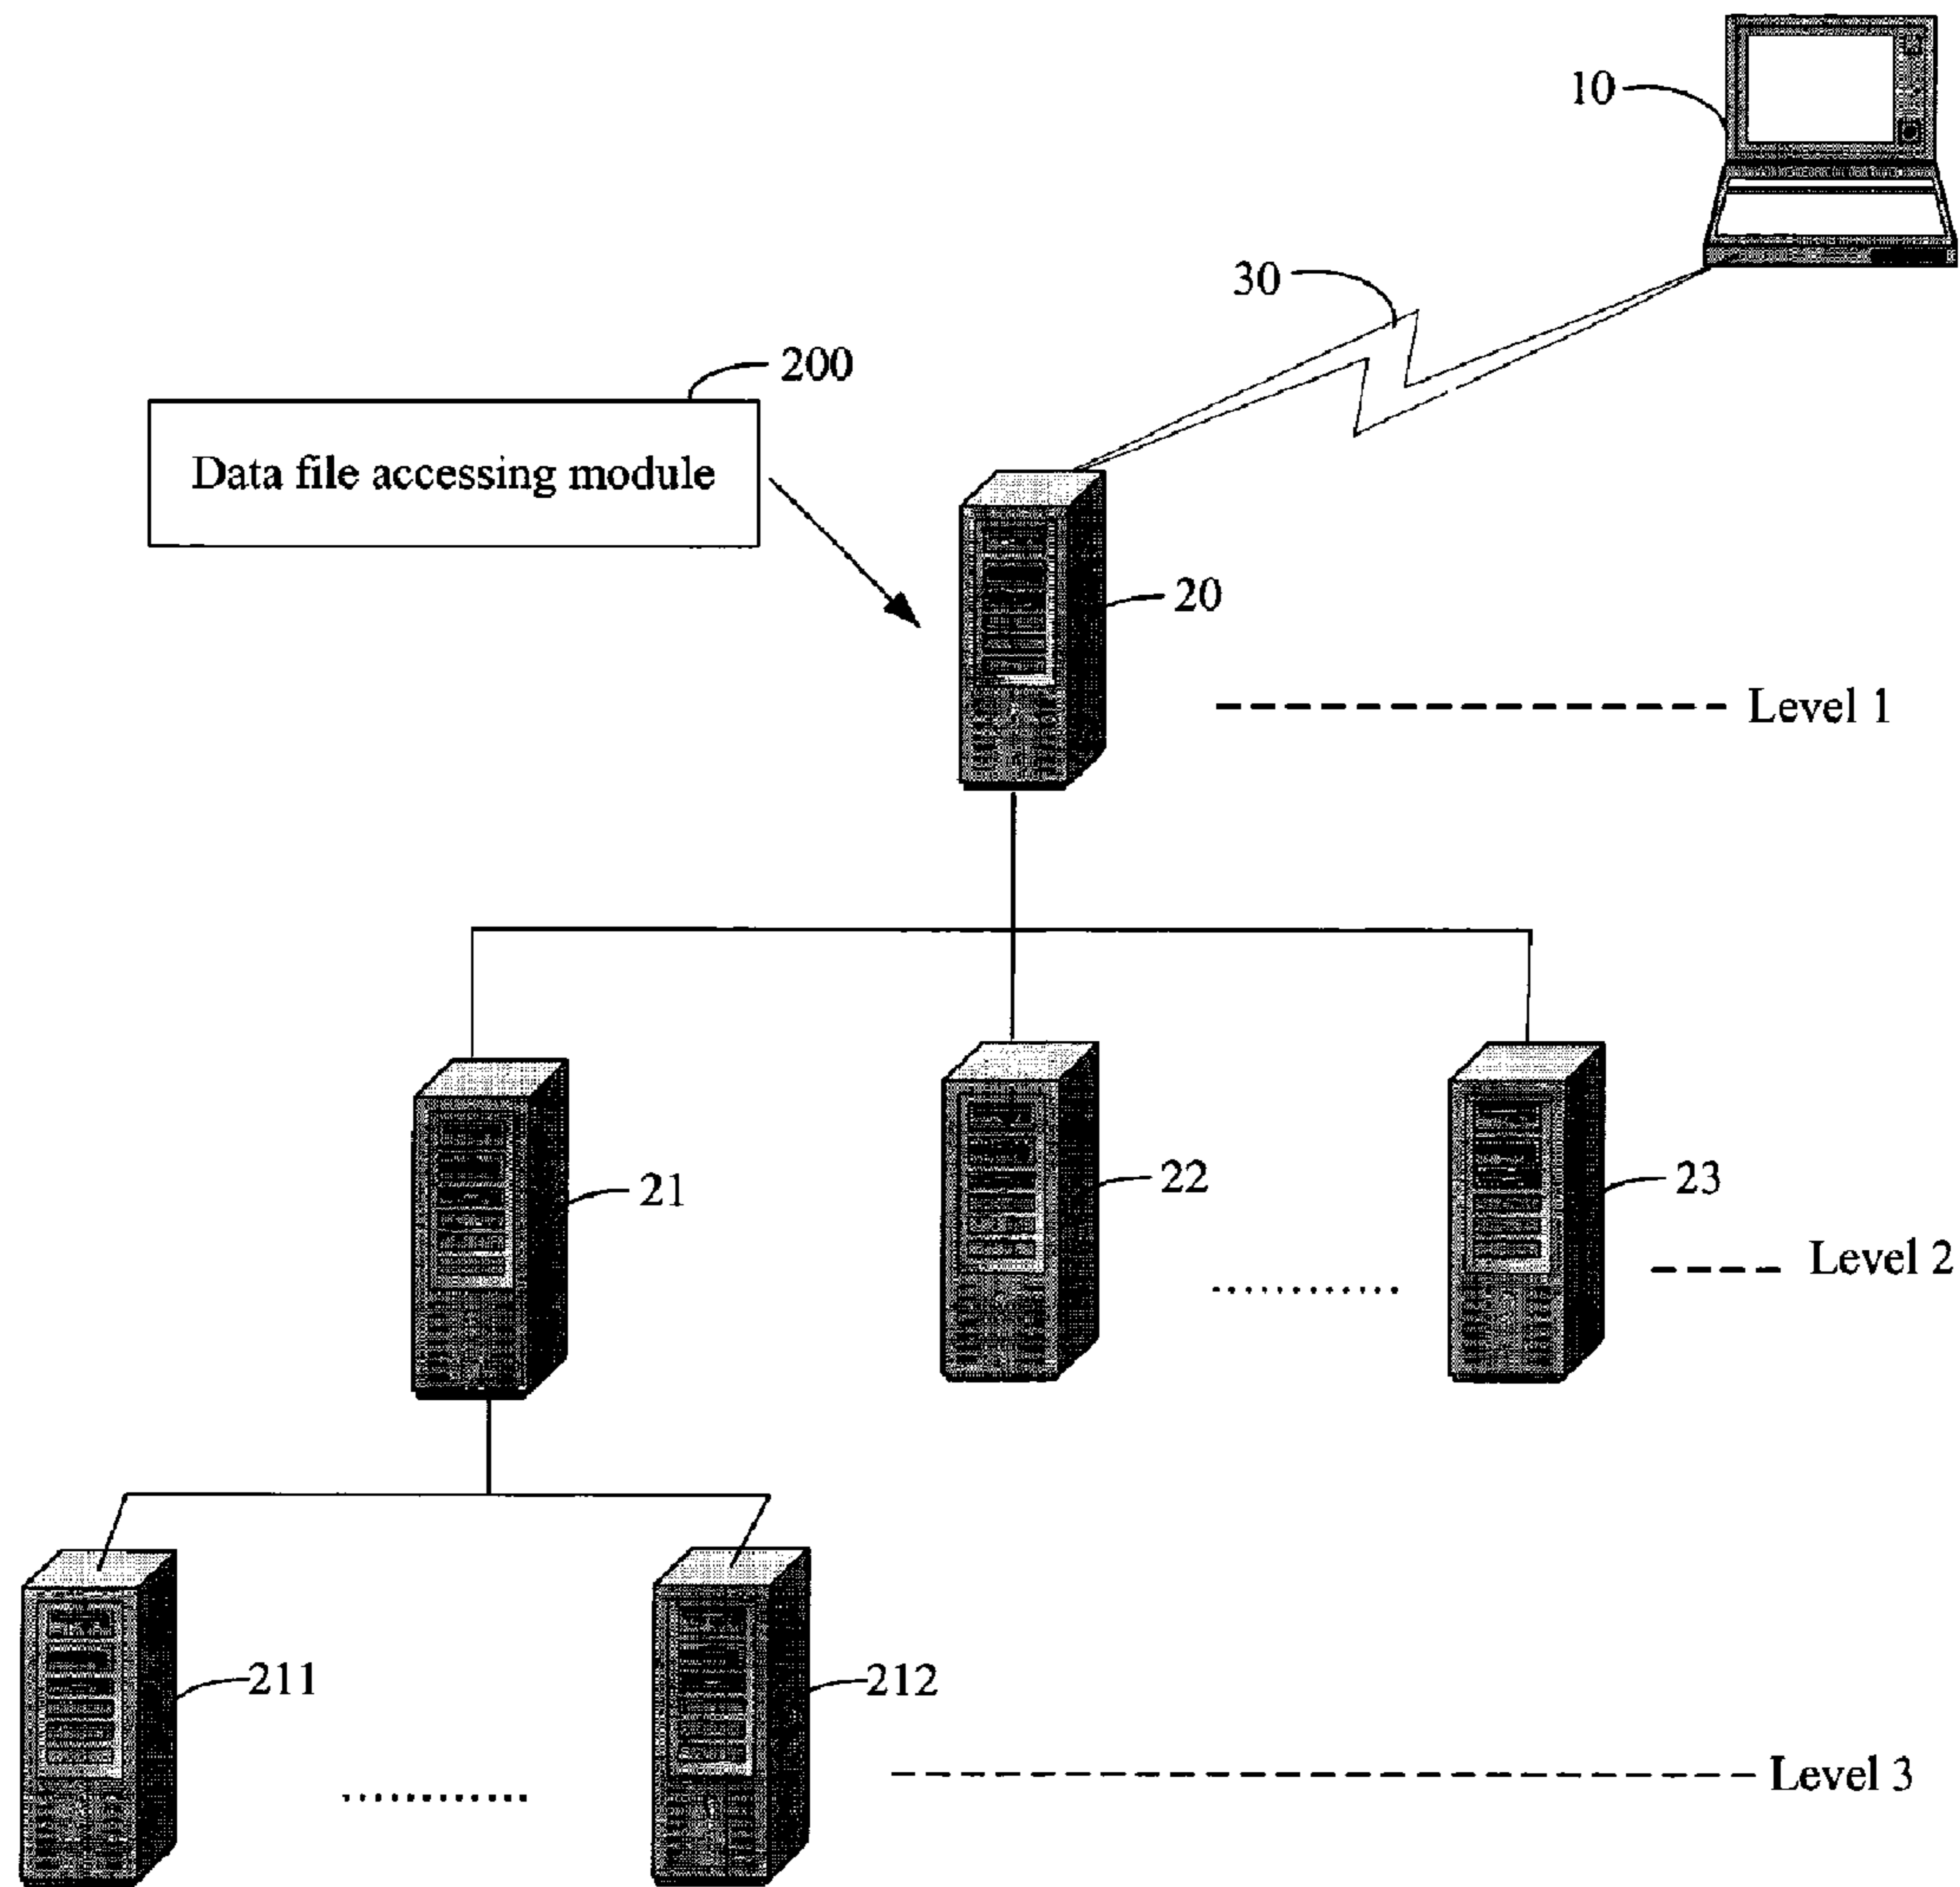 10
30
200
Data file accessing module
20
Level 1
21
22
23
Level 2
211
212
Level 3